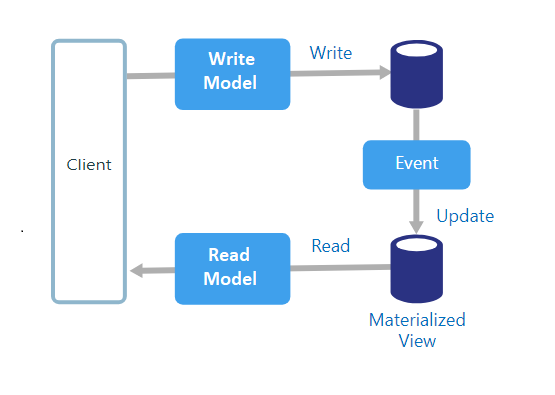 Write
Model
Write
Client
Event
Update
Read
Model
Read
Materialized
View
.